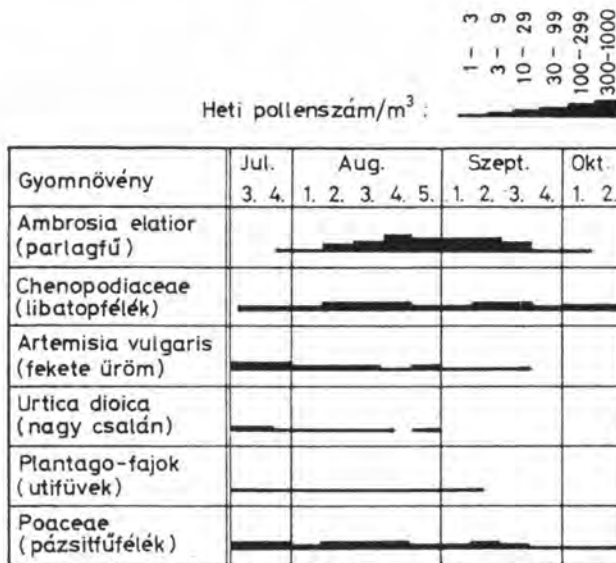 1 - 3
3 - 9
10 - 29
30 - 99
100 - 299
300 - 1000
Heti pollenszám/m³ :
Gyomnövény
Jul. Aug. Szept. Okt.
3. 4. 1. 2. 3. 4. 5. 1. 2. 3. 4. 1. 2.
Ambrosia elatior
(parlagfű)
Chenopodiaceae
(libatopfélék)
Artemisia vulgaris
(fekete üröm)
Urtica dioica
(nagy csalán)
Plantago-fajok
(utifüvek)
Poaceae
(pázsitfűfélék)